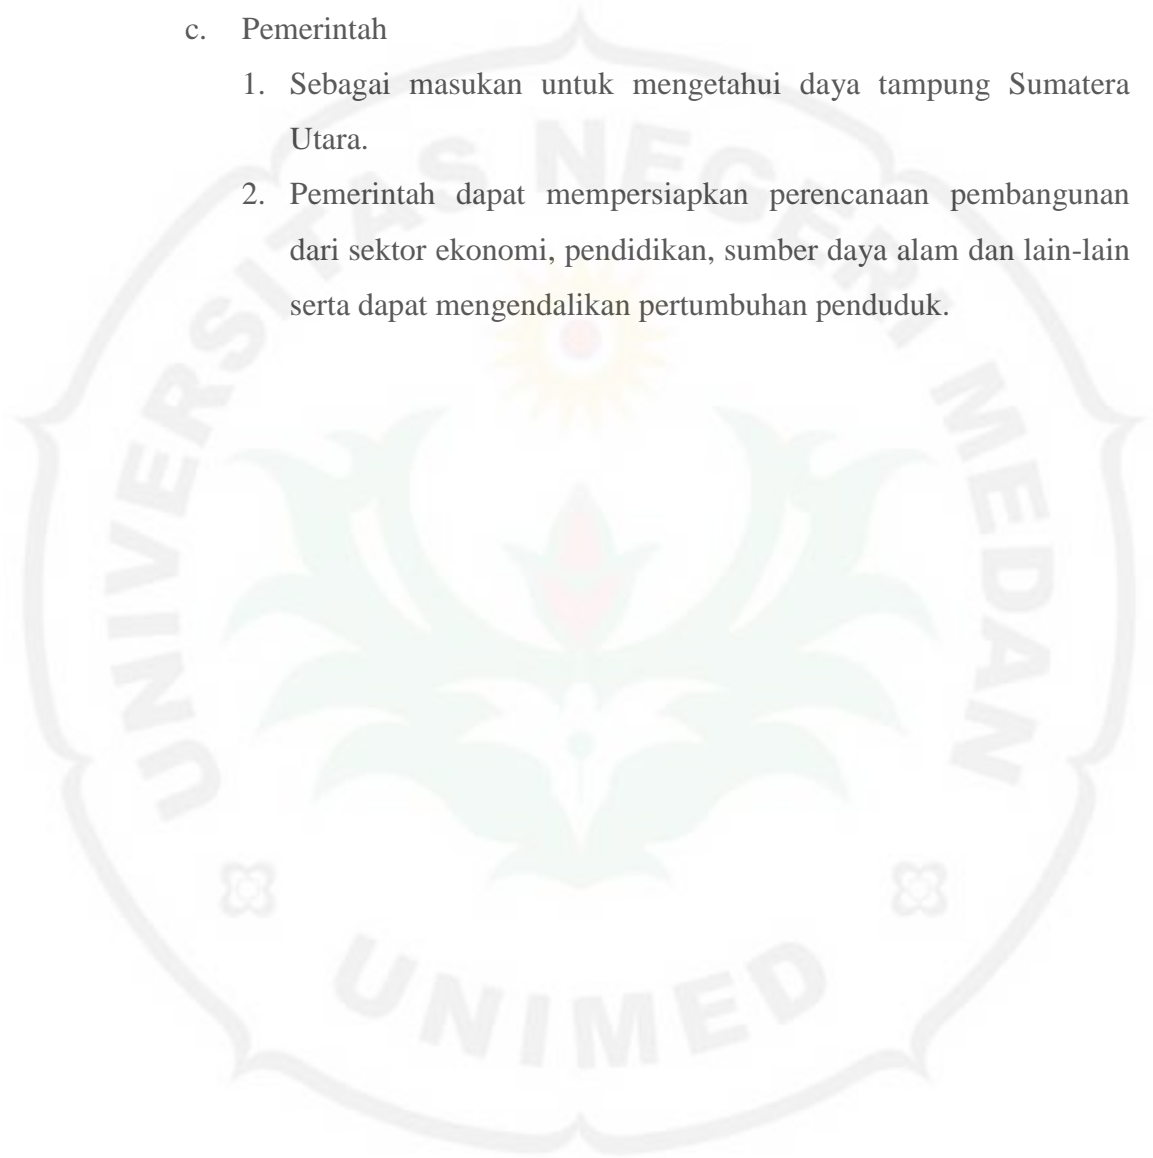 c. Pemerintah
1. Sebagai masukan untuk mengetahui daya tampung Sumatera
Utara.
2. Pemerintah dapat mempersiapkan perencanaan pembangunan
dari sektor ekonomi, pendidikan, sumber daya alam dan lain-lain
serta dapat mengendalikan pertumbuhan penduduk.
UNIVERSITAS NEGERI MEDAN
UNIMED